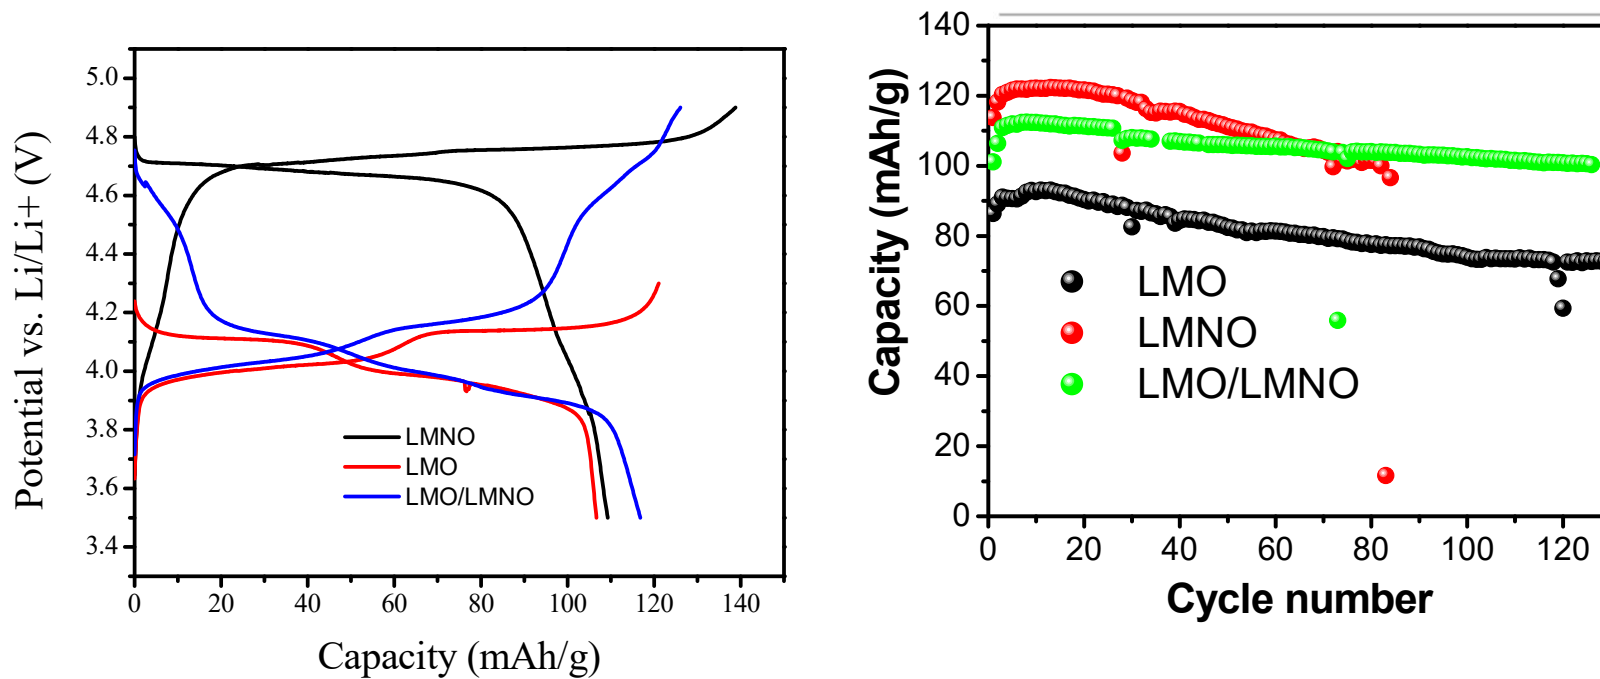 Potential vs. Li/Li+ (V)
5.0
4.8
4.6
4.4
4.2
4.0
3.8
3.6
3.4
LMNO
LMO
LMO/LMNO
0 20 40 60 80 100 120 140
Capacity (mAh/g)
Capacity (mAh/g)
140
120
100
80
60
40
20
0
LMO
LMNO
LMO/LMNO
0 20 40 60 80 100 120
Cycle number